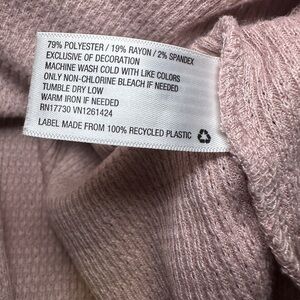 79% POLYESTER / 19% RAYON / 2% SPANDEX
EXCLUSIVE OF DECORATION
MACHINE WASH COLD WITH LIKE COLORS
ONLY NON-CHLORINE BLEACH IF NEEDED
TUMBLE DRY LOW
WARM IRON IF NEEDED
RN17730 VN1261424
LABEL MADE FROM 100% RECYCLED PLASTIC